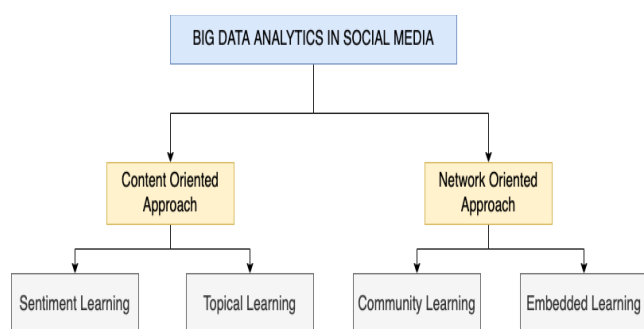 BIG DATA ANALYTICS IN SOCIAL MEDIA
Content Oriented
Approach
Network Oriented
Approach
Sentiment Learning
Topical Learning
Community Learning
Embedded Learning